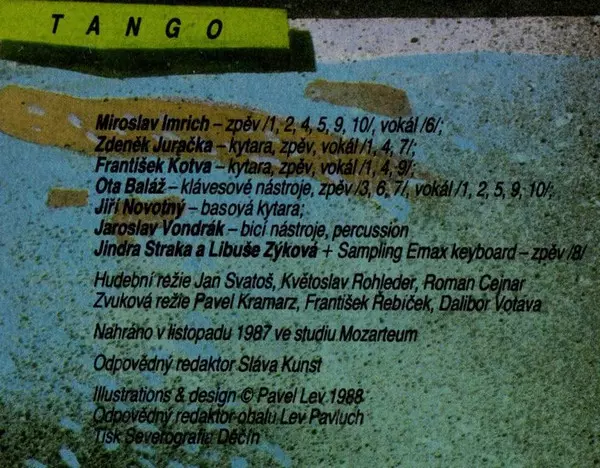 TANGO
Miroslav Imrich – zpěv /1, 2, 4, 5, 9, 10/, vokál /6/;
Zdeněk Juračka – kytara, zpěv, vokál /1, 4, 7/;
František Kotva – kytara, zpěv, vokál /1, 4, 9/;
Ota Baláž – klávesové nástroje, zpěv /3, 6, 7/, vokál /1, 2, 5, 9, 10/;
Jiří Novotný – basová kytara;
Jaroslav Vondrák – bicí nástroje, percussion
Jindra Straka a Libuše Zýková + Sampling Emax keyboard – zpěv /8/
Hudební režie Jan Svatoš, Květoslav Rohleder, Roman Cejnar
Zvuková režie Pavel Kramarz, František Řebíček, Dalibor Votava
Nahráno v listopadu 1987 ve studiu Mozarteum
Odpovědný redaktor Sláva Kunst
Illustrations & design © Pavel Lev 1988
Odpovědný redaktor obalu Lev Pavluch
Tisk Severografia Děčín